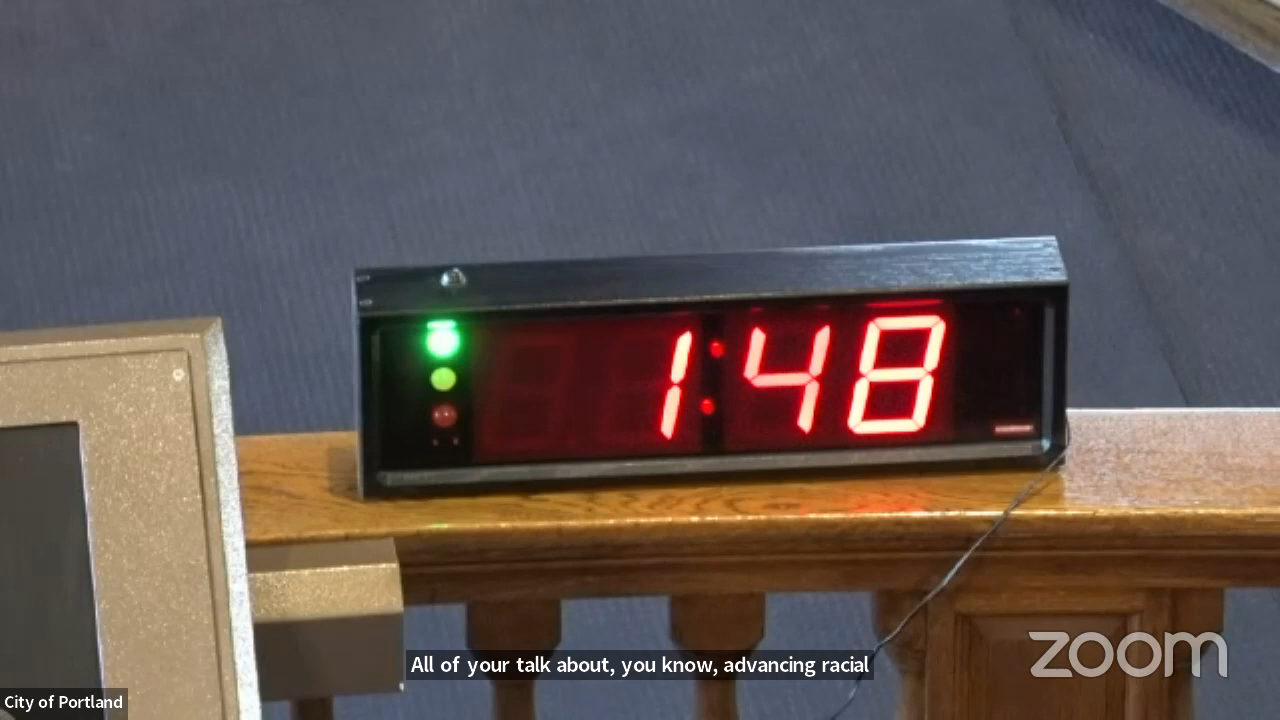 1:48
All of your talk about, you know, advancing racial
zoom
City of Portland